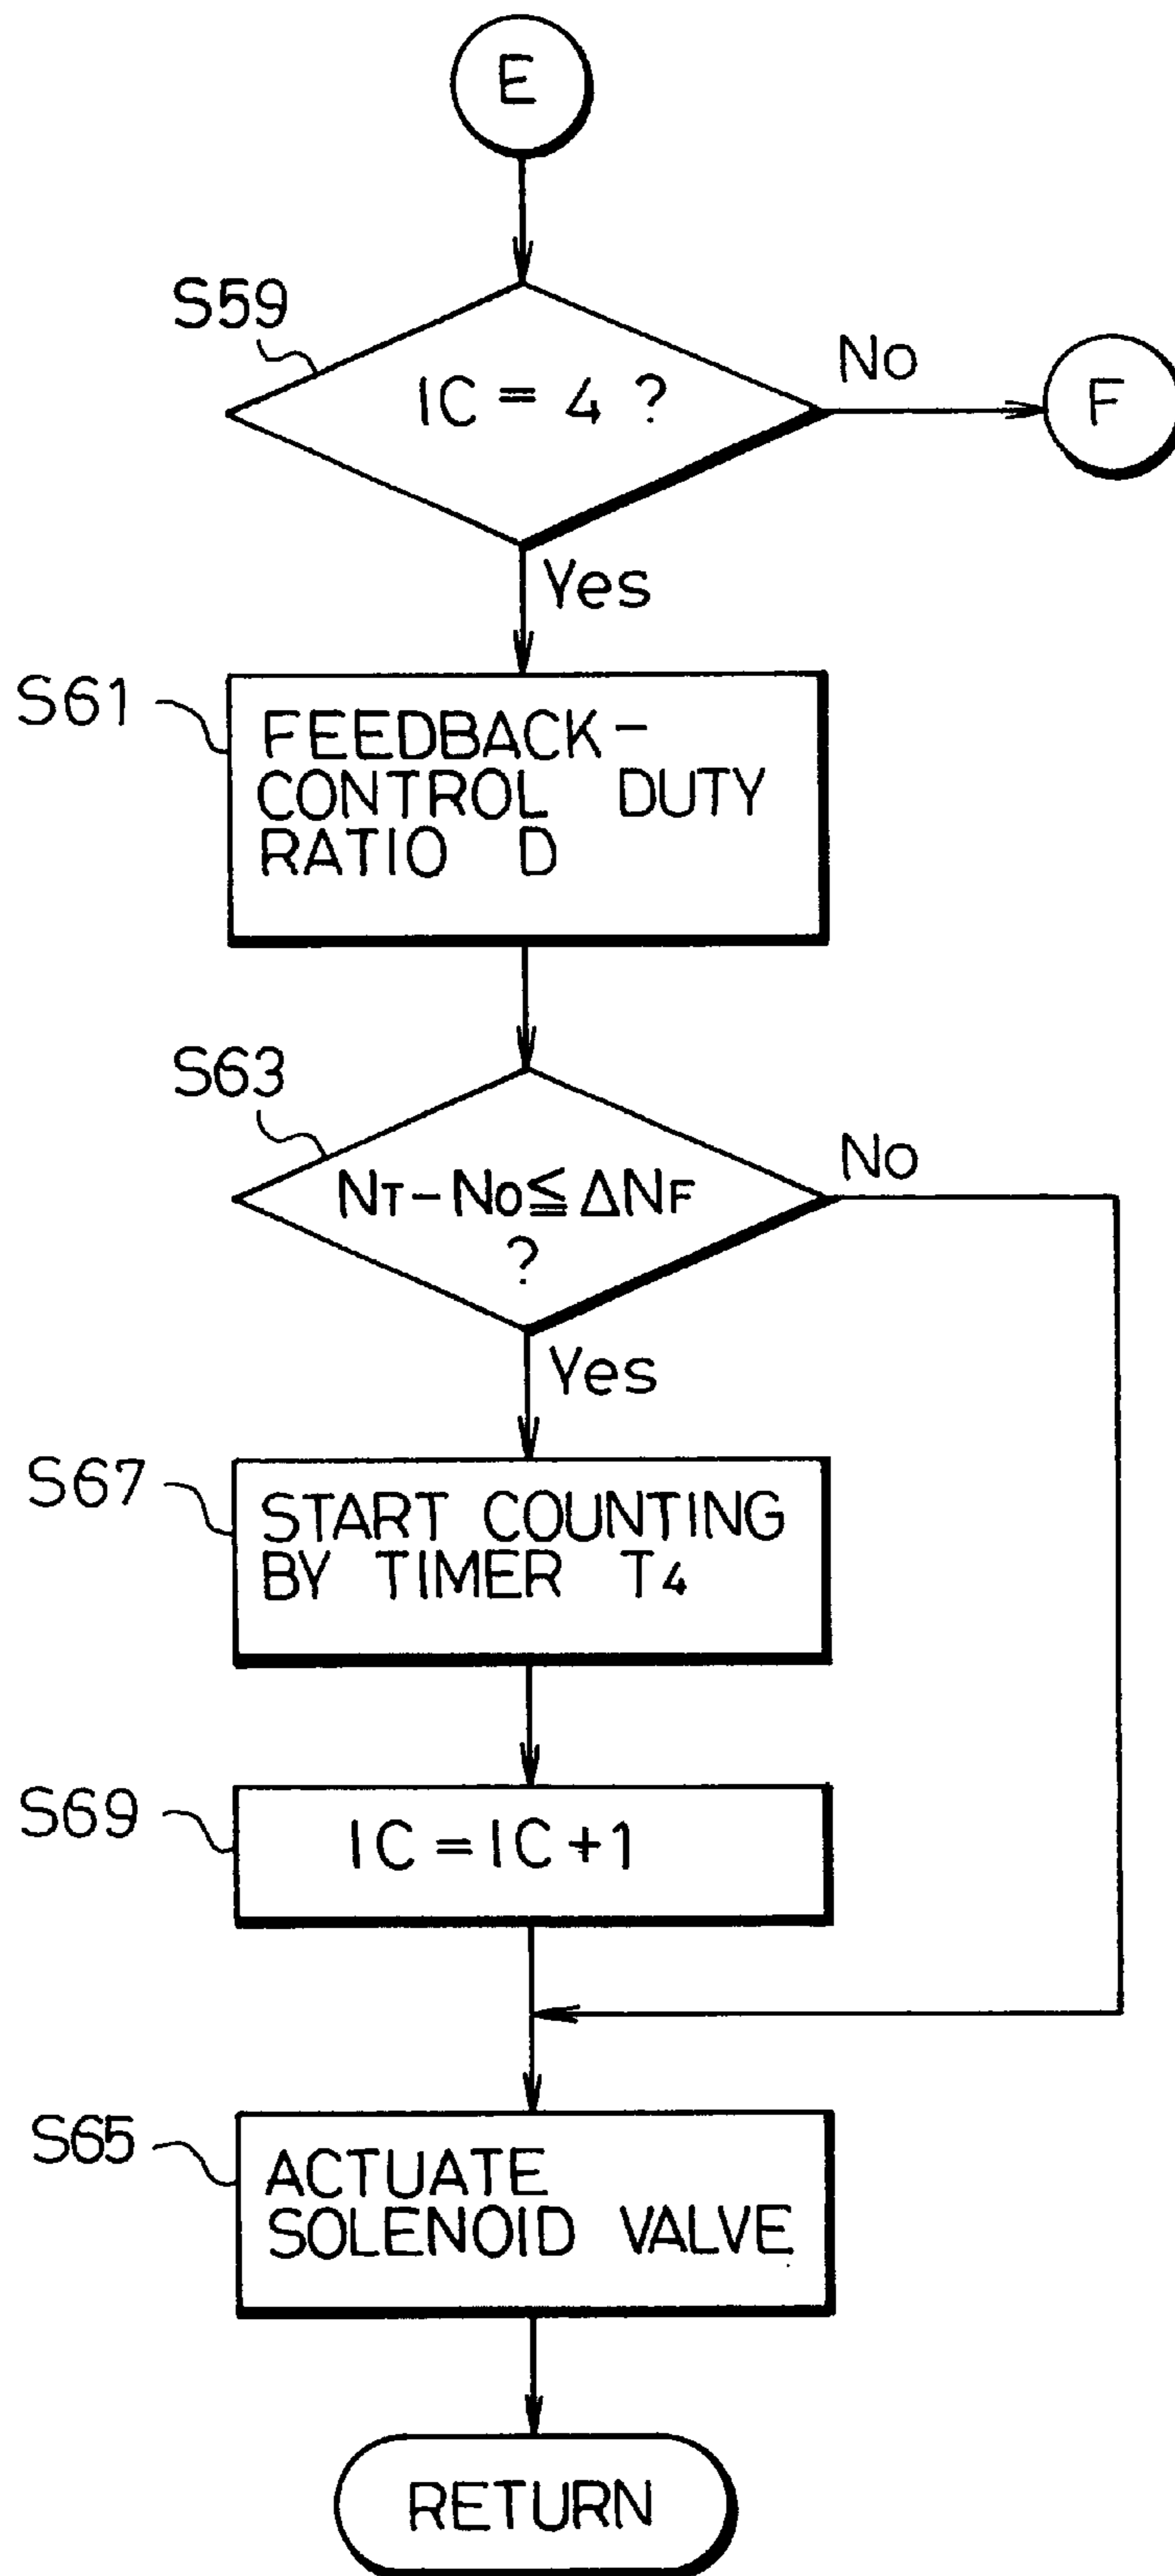 E
S59
IC = 4 ?
No
F
Yes
S61
FEEDBACK-
CONTROL DUTY
RATIO D
S63
NT-NO≦ΔNF
?
No
Yes
S67
START COUNTING
BY TIMER T4
S69
IC=IC+1
S65
ACTUATE
SOLENOID VALVE
RETURN